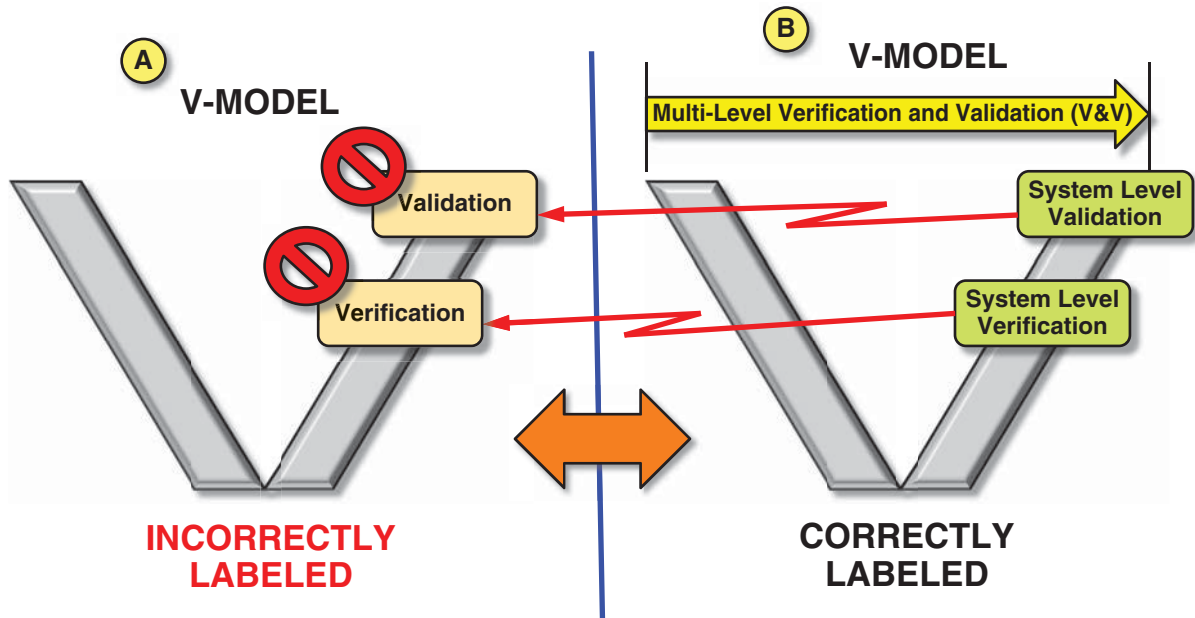 A
V-MODEL
Validation
Verification
INCORRECTLY
LABELED
B
V-MODEL
Multi-Level Verification and Validation (V&V)
System Level
Validation
System Level
Verification
CORRECTLY
LABELED